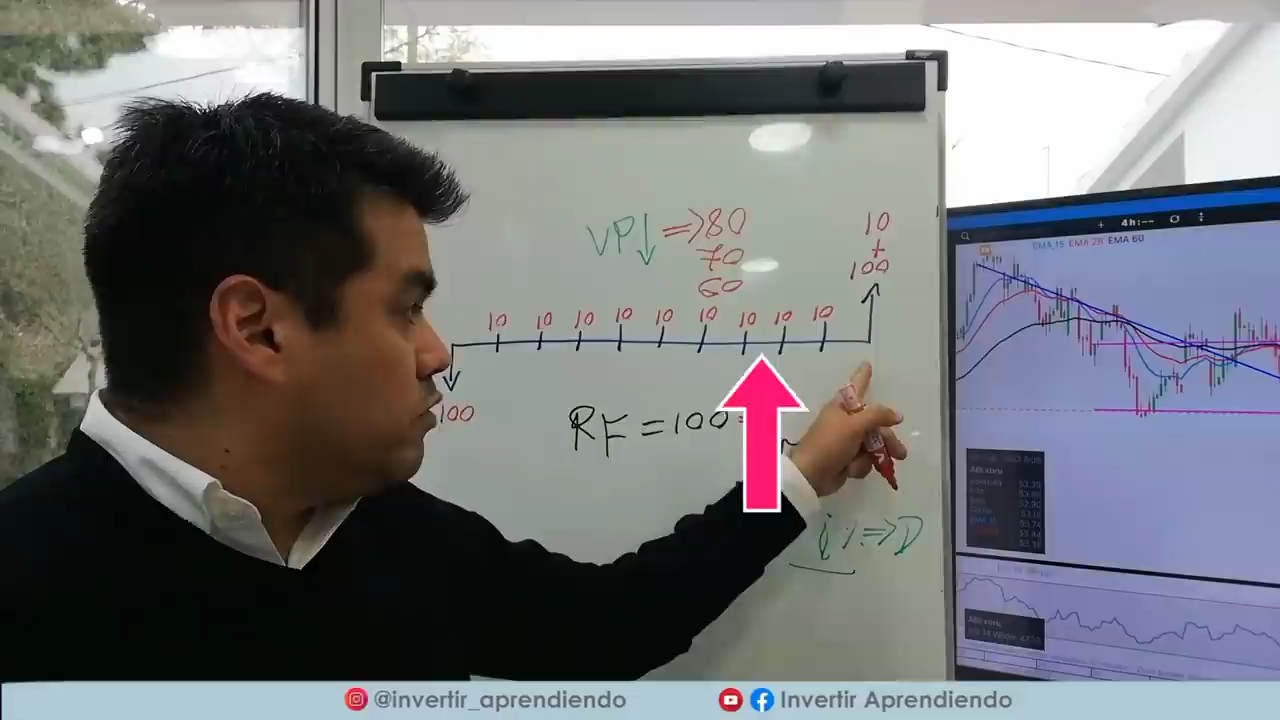 VP↓ ⇒ 80
70
60
10
+
100
10 10 10 10 10 10 10 10 10
100
RF = 100
i % ⇒ D
4h:--
EMA 15 EMA 28 EMA 60
@invertir_aprendiendo
Invertir Aprendiendo